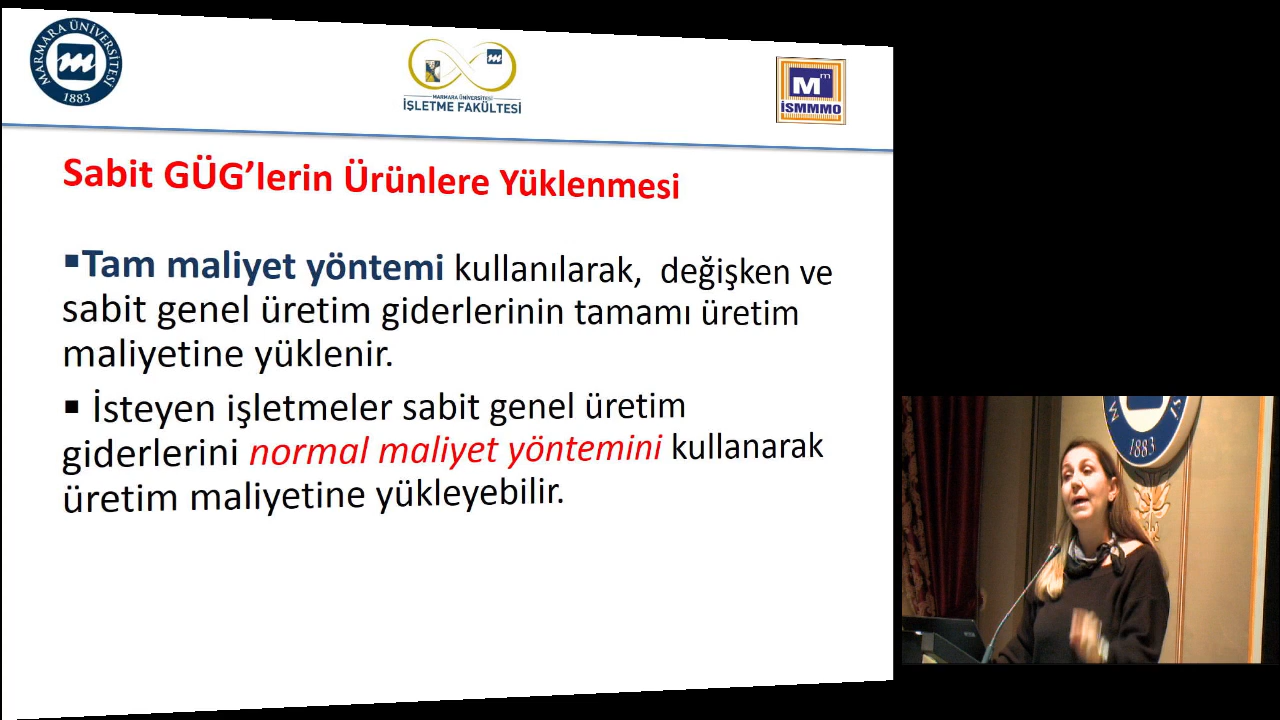 MARMARA ÜNİVERSİTESİ
1883
MARMARA ÜNİVERSİTESİ
İŞLETME FAKÜLTESİ
Mm
İSMMMO
Sabit GÜG’lerin Ürünlere Yüklenmesi
▪Tam maliyet yöntemi kullanılarak, değişken ve
sabit genel üretim giderlerinin tamamı üretim
maliyetine yüklenir.
▪ İsteyen işletmeler sabit genel üretim
giderlerini normal maliyet yöntemini kullanarak
üretim maliyetine yükleyebilir.
1883